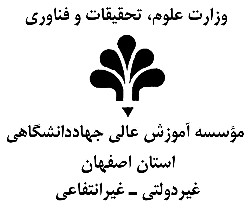 وزارت علوم، تحقیقات و فناوری
مؤسسه آموزش عالی جهاددانشگاهی
استان اصفهان
غیردولتی ـ غیرانتفاعی